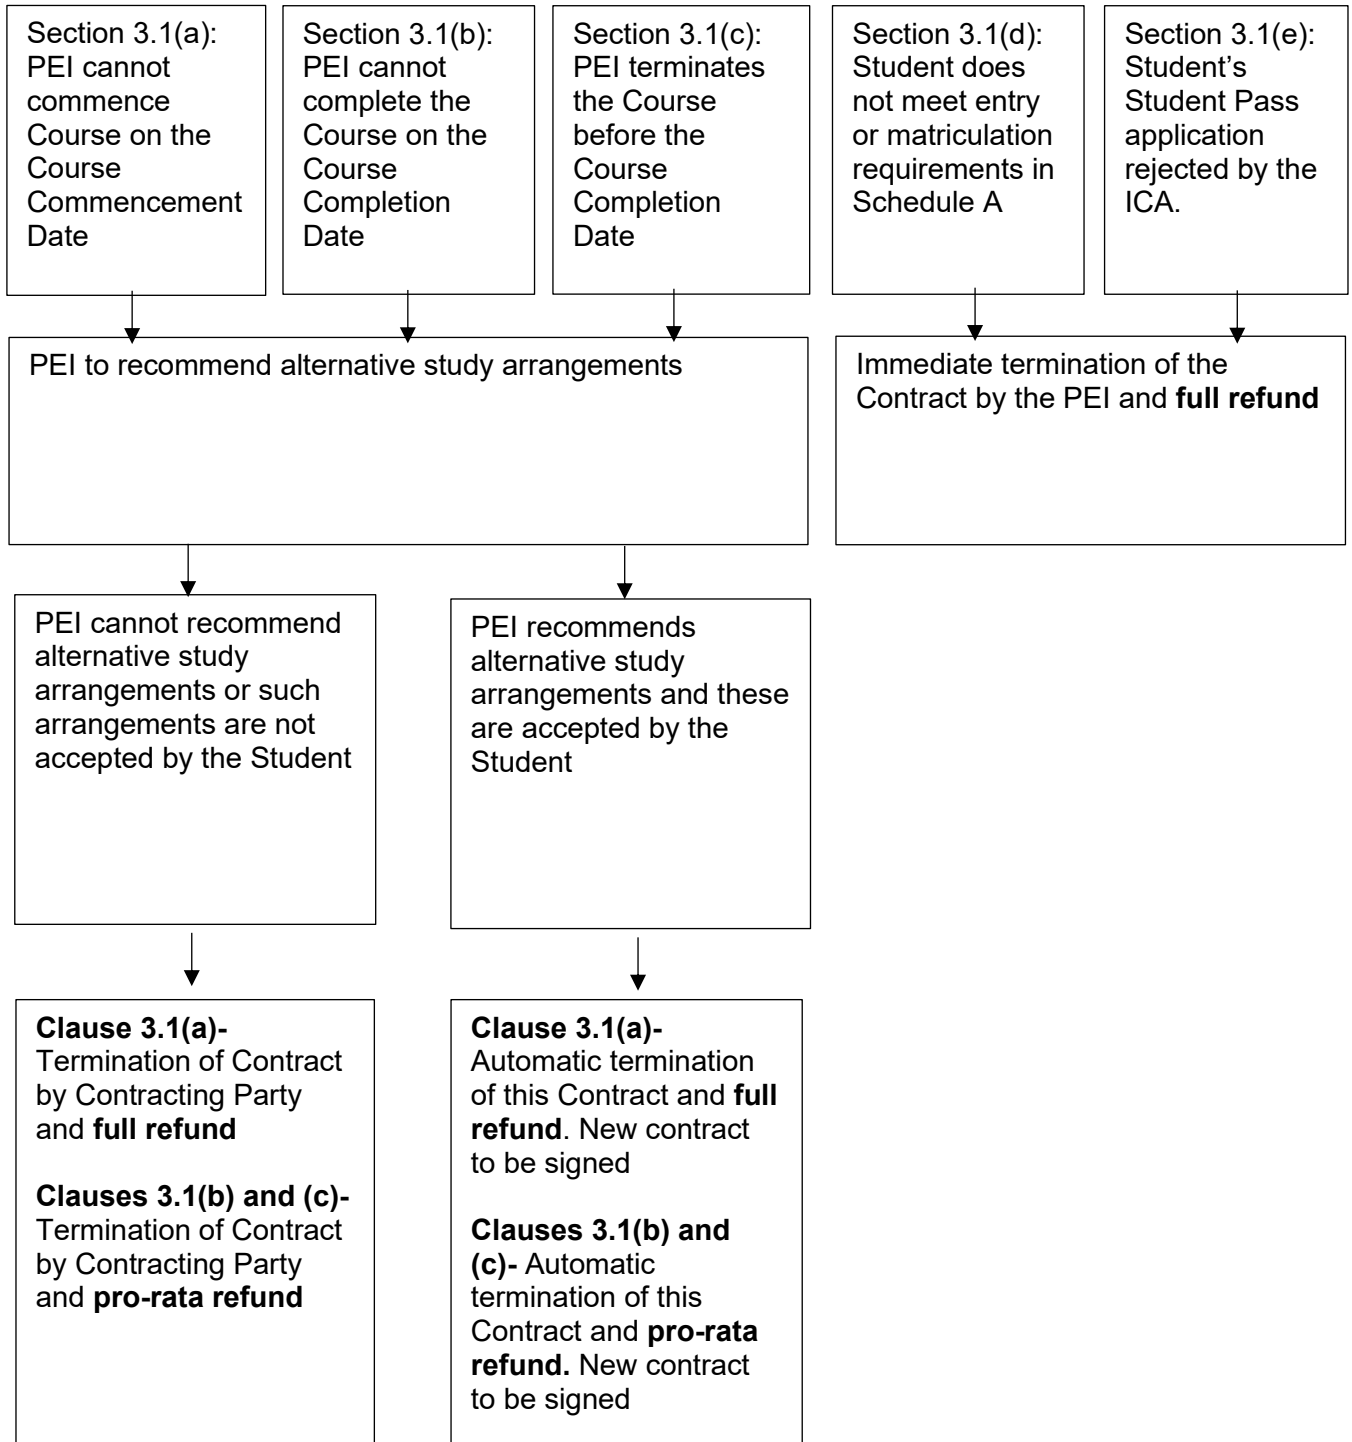 Section 3.1(a):
PEI cannot
commence
Course on the
Course
Commencement
Date
Section 3.1(b):
PEI cannot
complete the
Course on the
Course
Completion
Date
Section 3.1(c):
PEI terminates
the Course
before the
Course
Completion
Date
Section 3.1(d):
Student does
not meet entry
or matriculation
requirements in
Schedule A
Section 3.1(e):
Student’s
Student Pass
application
rejected by the
ICA.
PEI to recommend alternative study arrangements
Immediate termination of the
Contract by the PEI and full refund
PEI cannot recommend
alternative study
arrangements or such
arrangements are not
accepted by the Student
PEI recommends
alternative study
arrangements and these
are accepted by the
Student
Clause 3.1(a)-
Termination of Contract
by Contracting Party
and full refund
Clauses 3.1(b) and (c)-
Termination of Contract
by Contracting Party
and pro-rata refund
Clause 3.1(a)-
Automatic termination
of this Contract and full
refund. New contract
to be signed
Clauses 3.1(b) and
(c)- Automatic
termination of this
Contract and pro-rata
refund. New contract
to be signed